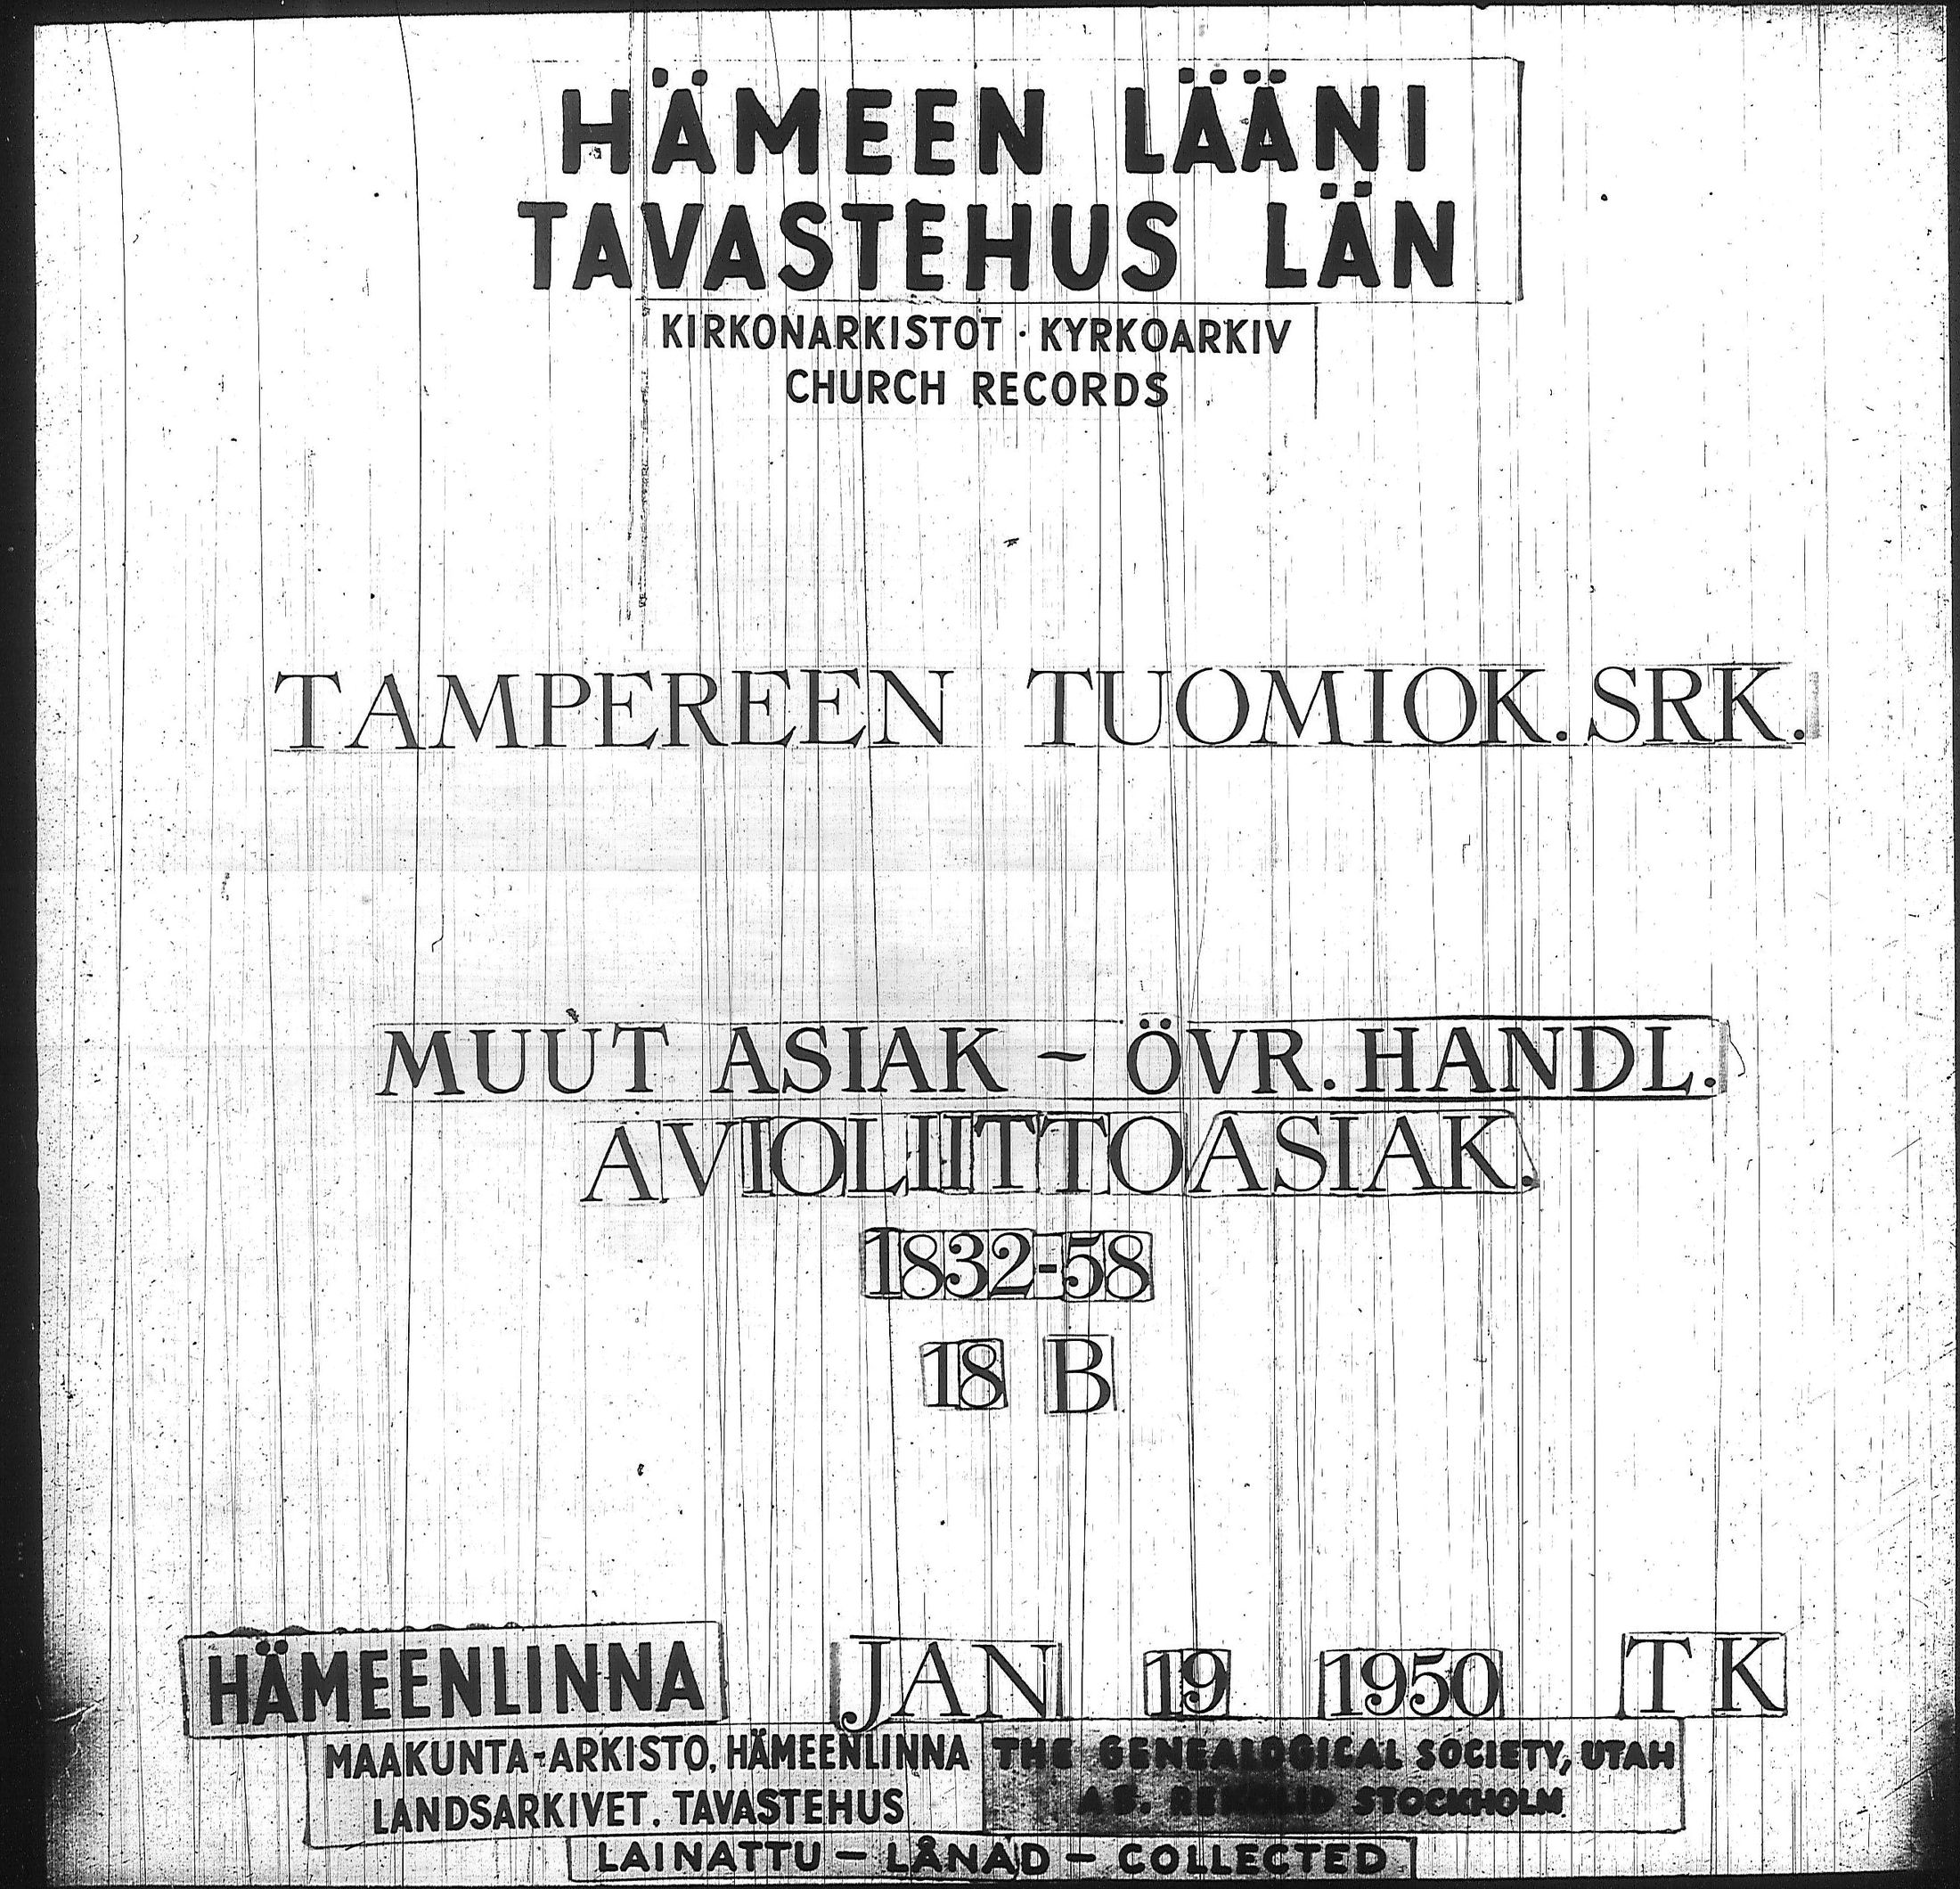 HÄMEEN LÄÄNI
TAVASTEHUS LÄN
KIRKONARKISTOT · KYRKOARKIV
CHURCH RECORDS
TAMPEREEN TUOMIOK. SRK.
MUUT ASIAK ~ ÖVR. HANDL.
AVIOLIITTOASIAK.
1832-58
18 B
HÄMEENLINNA JAN 19 1950 TK
MAAKUNTA-ARKISTO, HÄMEENLINNA
LANDSARKIVET. TAVASTEHUS
THE GENEALOGICAL SOCIETY, UTAH
STOCKHOLM
LAINATTU — LÅNAD — COLLECTED